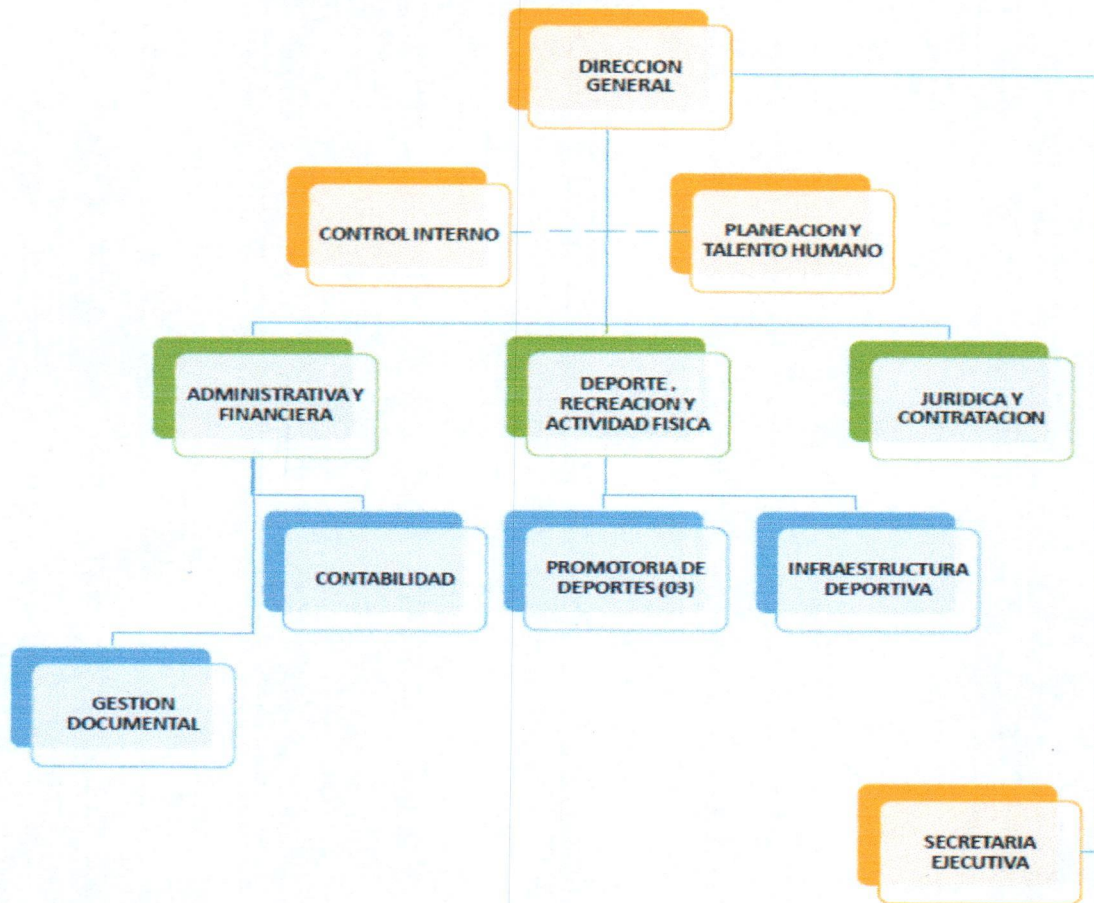 DIRECCION
GENERAL
CONTROL INTERNO
PLANEACION Y
TALENTO HUMANO
ADMINISTRATIVA Y
FINANCIERA
DEPORTE ,
RECREACION Y
ACTIVIDAD FISICA
JURIDICA Y
CONTRATACION
CONTABILIDAD
PROMOTORIA DE
DEPORTES (03)
INFRAESTRUCTURA
DEPORTIVA
GESTION
DOCUMENTAL
SECRETARIA
EJECUTIVA